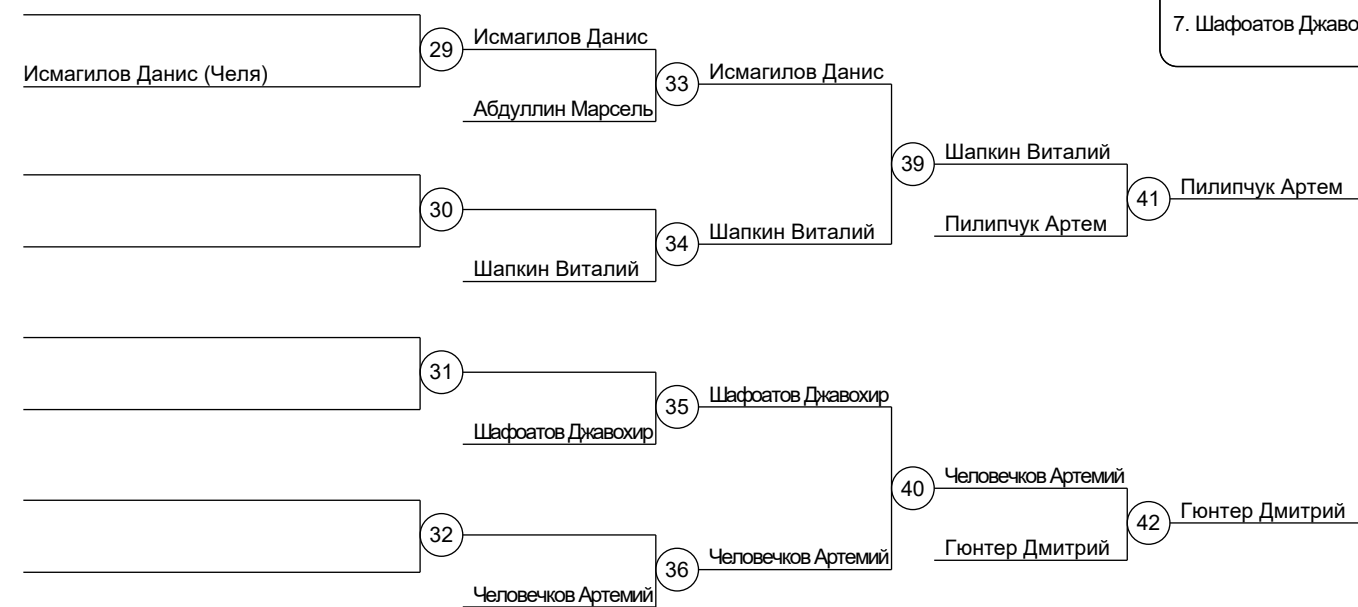 7. Шафоатов Джаво
29
Исмагилов Данис
Исмагилов Данис (Челя)
33
Исмагилов Данис
Абдуллин Марсель
39
Шапкин Виталий
30
41
Пилипчук Артем
34
Шапкин Виталий
Пилипчук Артем
Шапкин Виталий
31
35
Шафоатов Джавохир
Шафоатов Джавохир
40
Человечков Артемий
32
42
Гюнтер Дмитрий
36
Человечков Артемий
Гюнтер Дмитрий
Человечков Артемий